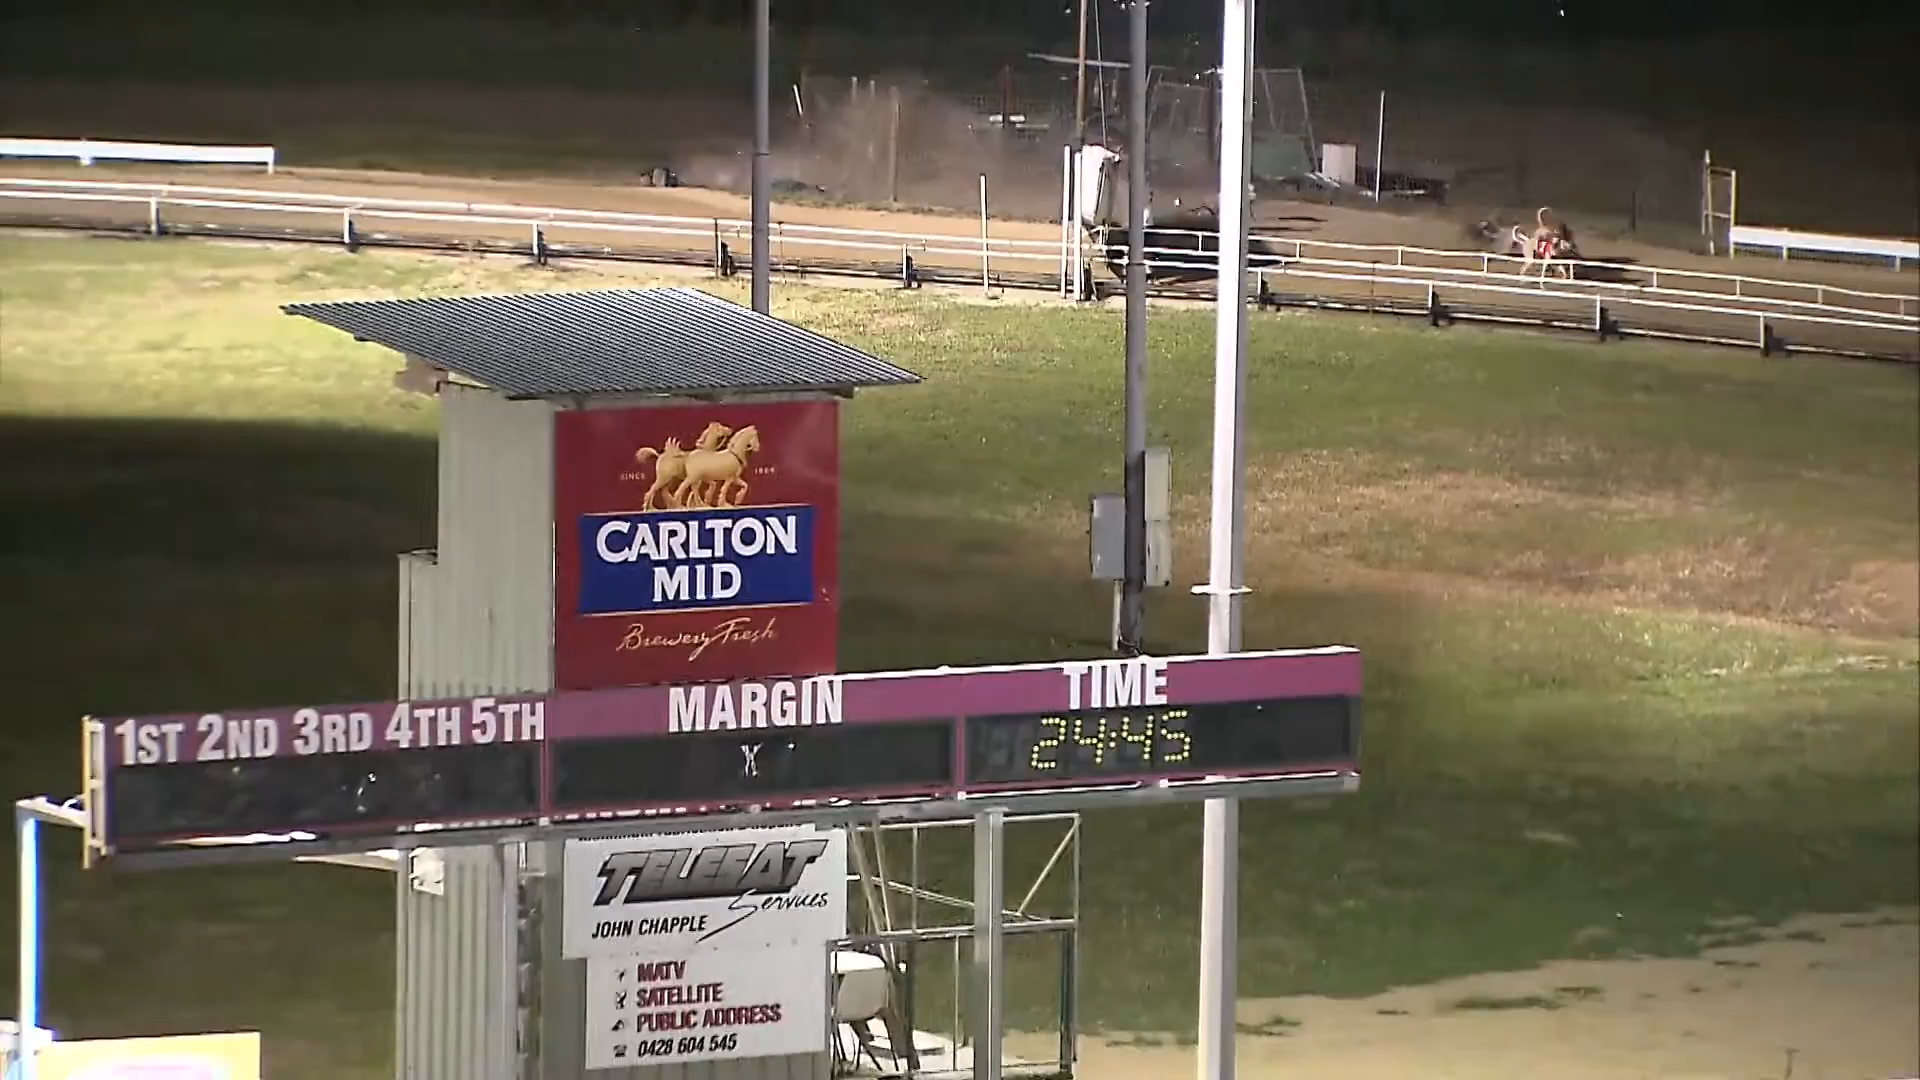 SINCE 1864
CARLTON
MID
Brewery Fresh
1ST 2ND 3RD 4TH 5TH MARGIN TIME
24:45
TELESAT
Services
JOHN CHAPPLE
MATV
SATELLITE
PUBLIC ADDRESS
0428 604 545